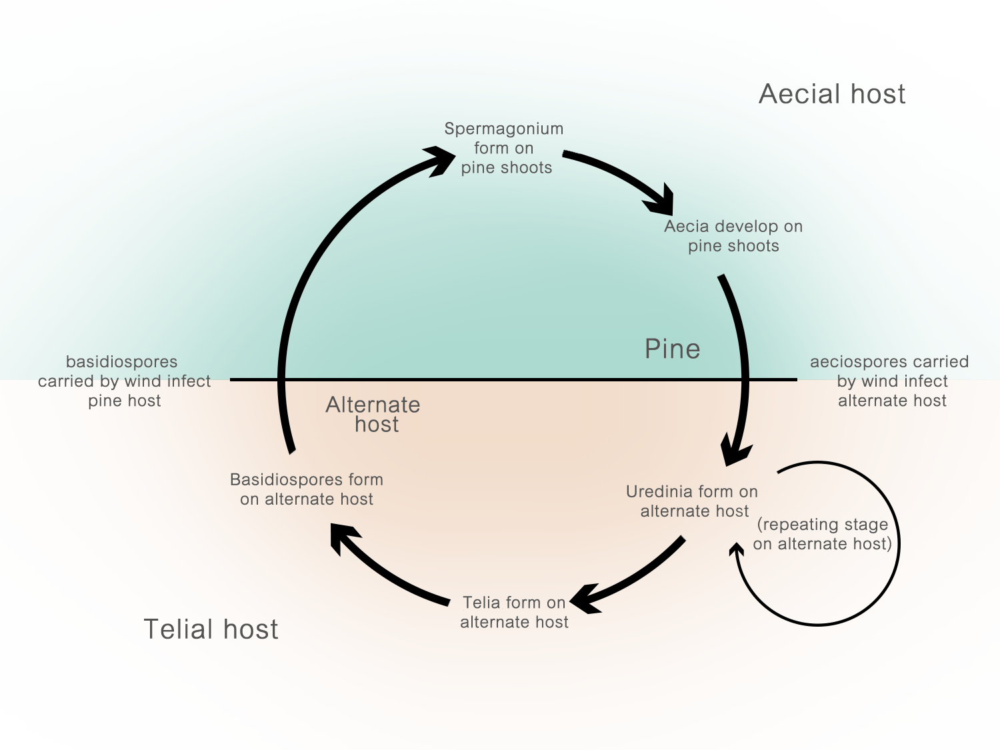 Aecial host
Spermagonium
form on
pine shoots
Aecia develop on
pine shoots
Pine
basidiospores
carried by wind infect
pine host
aeciospores carried
by wind infect
alternate host
Alternate
host
Basidiospores form
on alternate host
Uredinia form on
alternate host
(repeating stage
on alternate host)
Telia form on
alternate host
Telial host